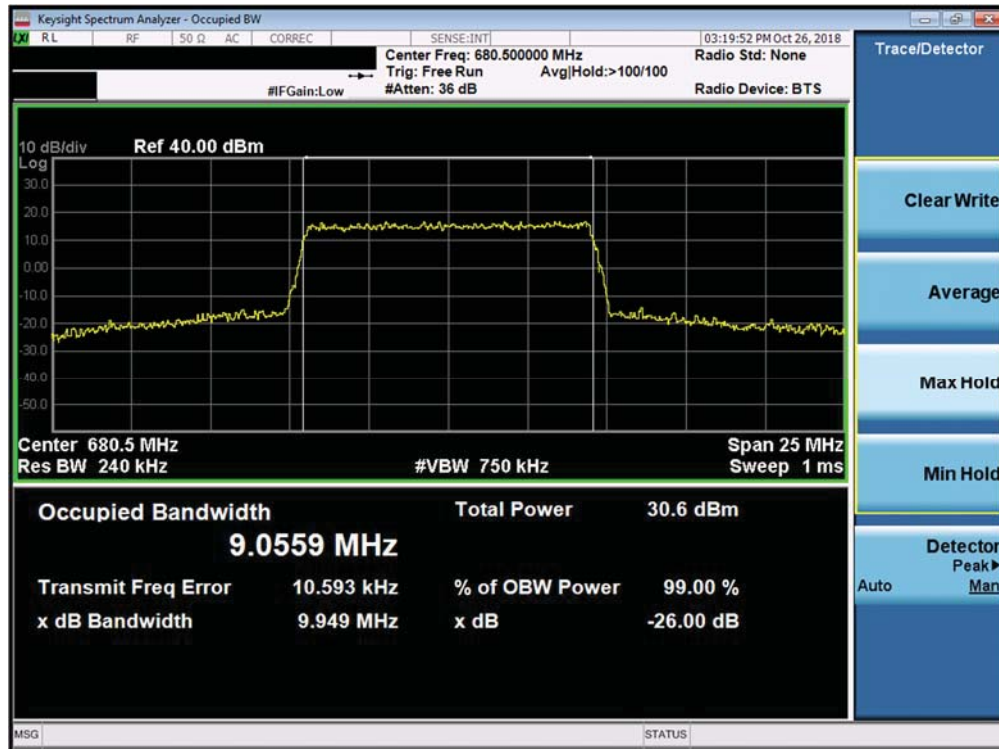 Keysight Spectrum Analyzer - Occupied BW
LXI RL RF 50 Ω AC CORREC SENSE:INT 03:19:52 PM Oct 26, 2018
Center Freq: 680.500000 MHz Radio Std: None
Trig: Free Run Avg|Hold:>100/100
#IFGain:Low #Atten: 36 dB Radio Device: BTS
10 dB/div Ref 40.00 dBm
Log
30.0
20.0
10.0
0.00
-10.0
-20.0
-30.0
-40.0
-50.0
Center 680.5 MHz Span 25 MHz
Res BW 240 kHz #VBW 750 kHz Sweep 1 ms
Occupied Bandwidth Total Power 30.6 dBm
9.0559 MHz
Transmit Freq Error 10.593 kHz % of OBW Power 99.00 %
x dB Bandwidth 9.949 MHz x dB -26.00 dB
MSG STATUS
Trace/Detector
Clear Write
Average
Max Hold
Min Hold
Detector
Peak▶
Auto Man